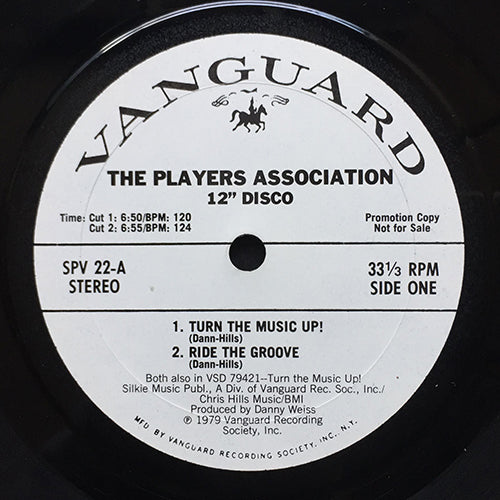 VANGUARD
THE PLAYERS ASSOCIATION
12" DISCO
Time: Cut 1: 6:50/BPM: 120
Cut 2: 6:55/BPM: 124
Promotion Copy
Not for Sale
SPV 22-A
STEREO
33⅓ RPM
SIDE ONE
1. TURN THE MUSIC UP!
(Dann-Hills)
2. RIDE THE GROOVE
(Dann-Hills)
Both also in VSD 79421--Turn the Music Up!
Silkie Music Publ., A Div. of Vanguard Rec. Soc., Inc./
Chris Hills Music/BMI
Produced by Danny Weiss
℗ 1979 Vanguard Recording
Society, Inc.
MFD. BY VANGUARD RECORDING SOCIETY, INC. N.Y.